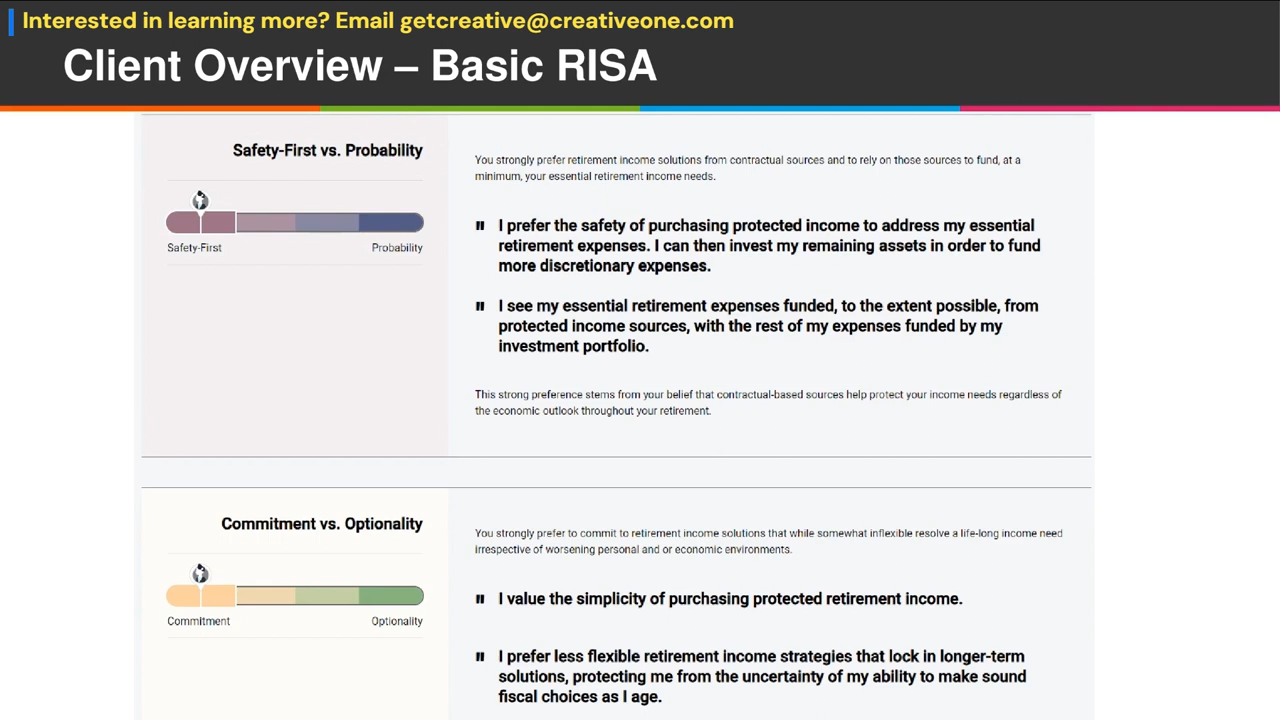 Interested in learning more? Email getcreative@creativeone.com
Client Overview – Basic RISA
Safety-First vs. Probability
Safety-First
Probability
You strongly prefer retirement income solutions from contractual sources and to rely on those sources to fund, at a
minimum, your essential retirement income needs.
" I prefer the safety of purchasing protected income to address my essential
retirement expenses. I can then invest my remaining assets in order to fund
more discretionary expenses.
" I see my essential retirement expenses funded, to the extent possible, from
protected income sources, with the rest of my expenses funded by my
investment portfolio.
This strong preference stems from your belief that contractual-based sources help protect your income needs regardless of
the economic outlook throughout your retirement.
Commitment vs. Optionality
Commitment
Optionality
You strongly prefer to commit to retirement income solutions that while somewhat inflexible resolve a life-long income need
irrespective of worsening personal and or economic environments.
" I value the simplicity of purchasing protected retirement income.
" I prefer less flexible retirement income strategies that lock in longer-term
solutions, protecting me from the uncertainty of my ability to make sound
fiscal choices as I age.